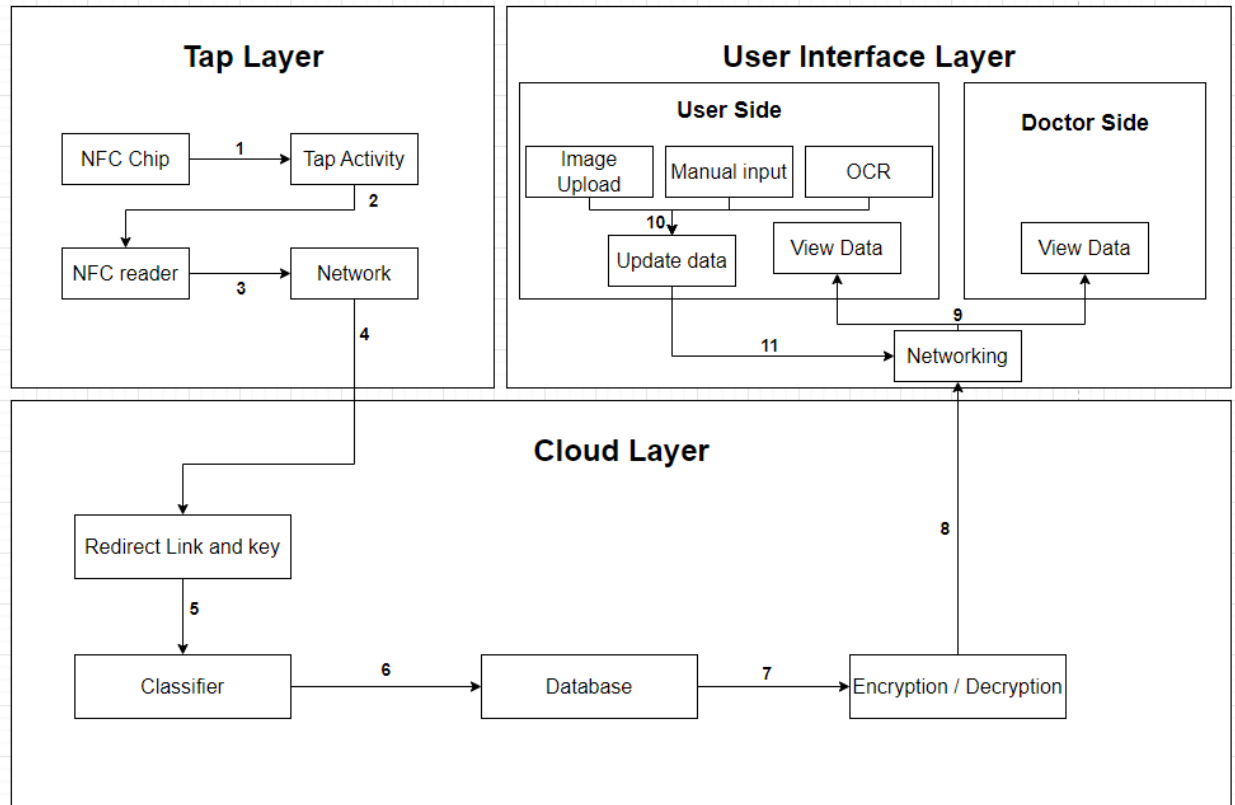 Tap Layer
NFC Chip
1
Tap Activity
2
NFC reader
3
Network
4
User Interface Layer
User Side
Image
Upload
Manual input
OCR
10
Update data
View Data
Doctor Side
View Data
9
11
Networking
Cloud Layer
Redirect Link and key
5
Classifier
6
Database
7
Encryption / Decryption
8